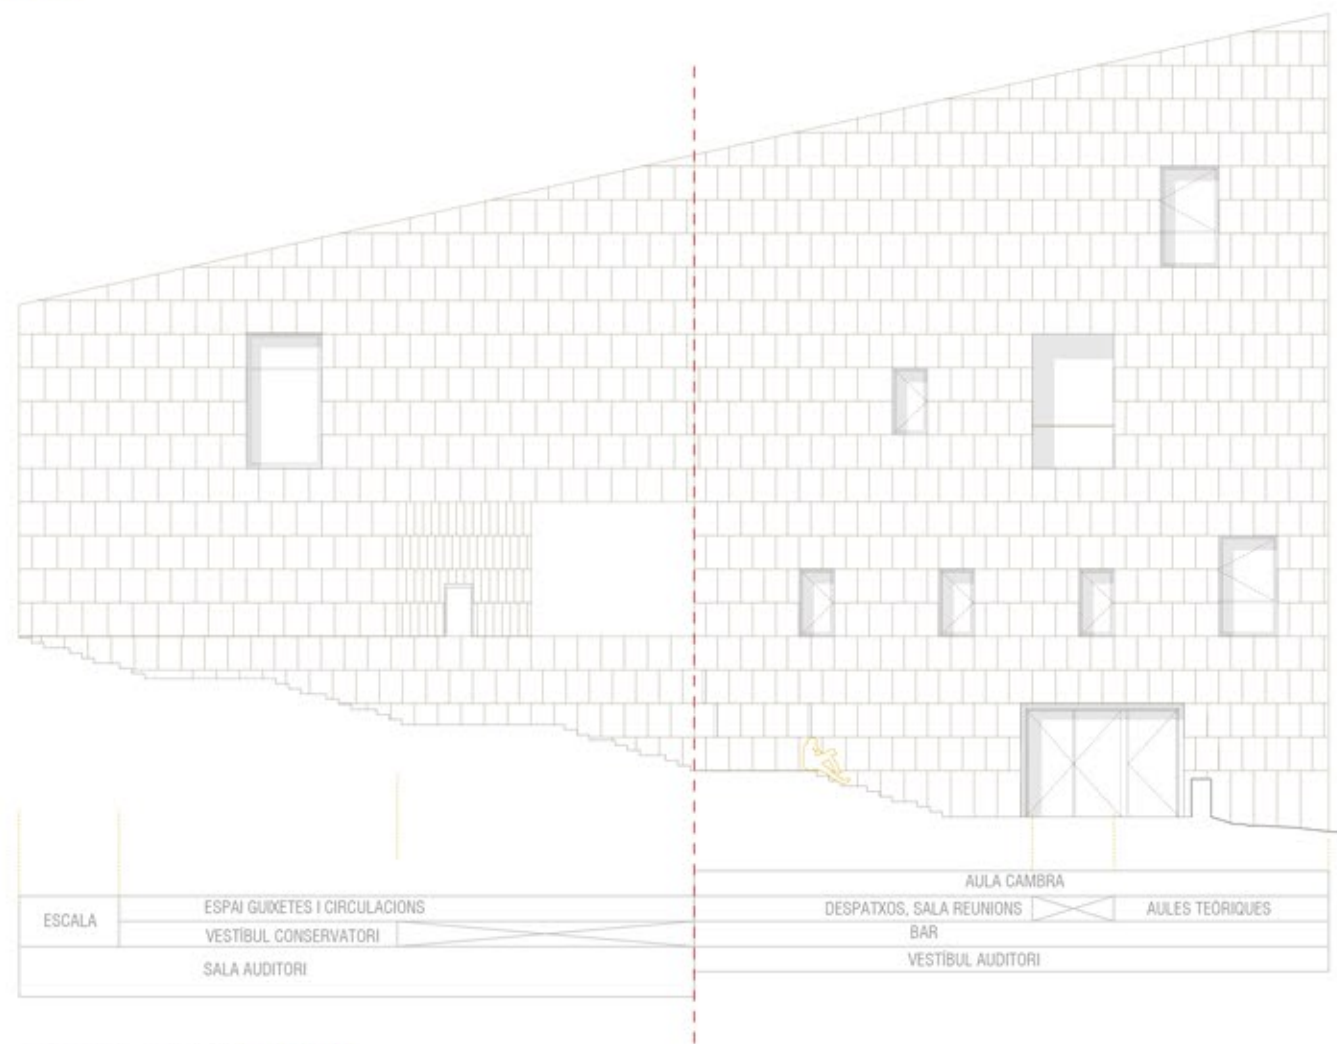 AULA CAMBRA
ESCALA
ESPAI GUIXETES I CIRCULACIONS
DESPATXOS, SALA REUNIONS
AULES TEÒRIQUES
VESTÍBUL CONSERVATORI
BAR
SALA AUDITORI
VESTÍBUL AUDITORI